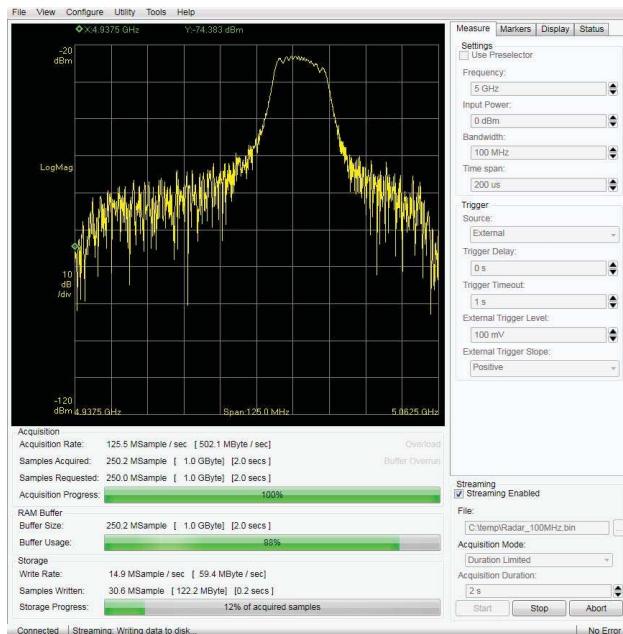 File View Configure Utility Tools Help
X:4.9375 GHz Y:-74.383 dBm
-20
dBm
LogMag
10
dB
/div
-120
dBm 4.9375 GHz Span:125.0 MHz 5.0625 GHz
Acquisition
Acquisition Rate: 125.5 MSample / sec [ 502.1 MByte / sec] Overload
Samples Acquired: 250.2 MSample [ 1.0 GByte] [2.0 secs ] Buffer Overrun
Samples Requested: 250.0 MSample [ 1.0 GByte] [2.0 secs ]
Acquisition Progress: 100%
RAM Buffer
Buffer Size: 250.2 MSample [ 1.0 GByte] [2.0 secs ]
Buffer Usage: 88%
Storage
Write Rate: 14.9 MSample / sec [ 59.4 MByte / sec]
Samples Written: 30.6 MSample [ 122.2 MByte] [0.2 secs ]
Storage Progress: 12% of acquired samples
Measure Markers Display Status
Settings
Use Preselector
Frequency:
5 GHz
Input Power:
0 dBm
Bandwidth:
100 MHz
Time span:
200 us
Trigger
Source:
External
Trigger Delay:
0 s
Trigger Timeout:
1 s
External Trigger Level:
100 mV
External Trigger Slope:
Positive
Streaming
Streaming Enabled
File:
C:\temp\Radar_100MHz.bin ...
Acquisition Mode:
Duration Limited
Acquisition Duration:
2 s
Start Stop Abort
Connected Streaming: Writing data to disk... No Error